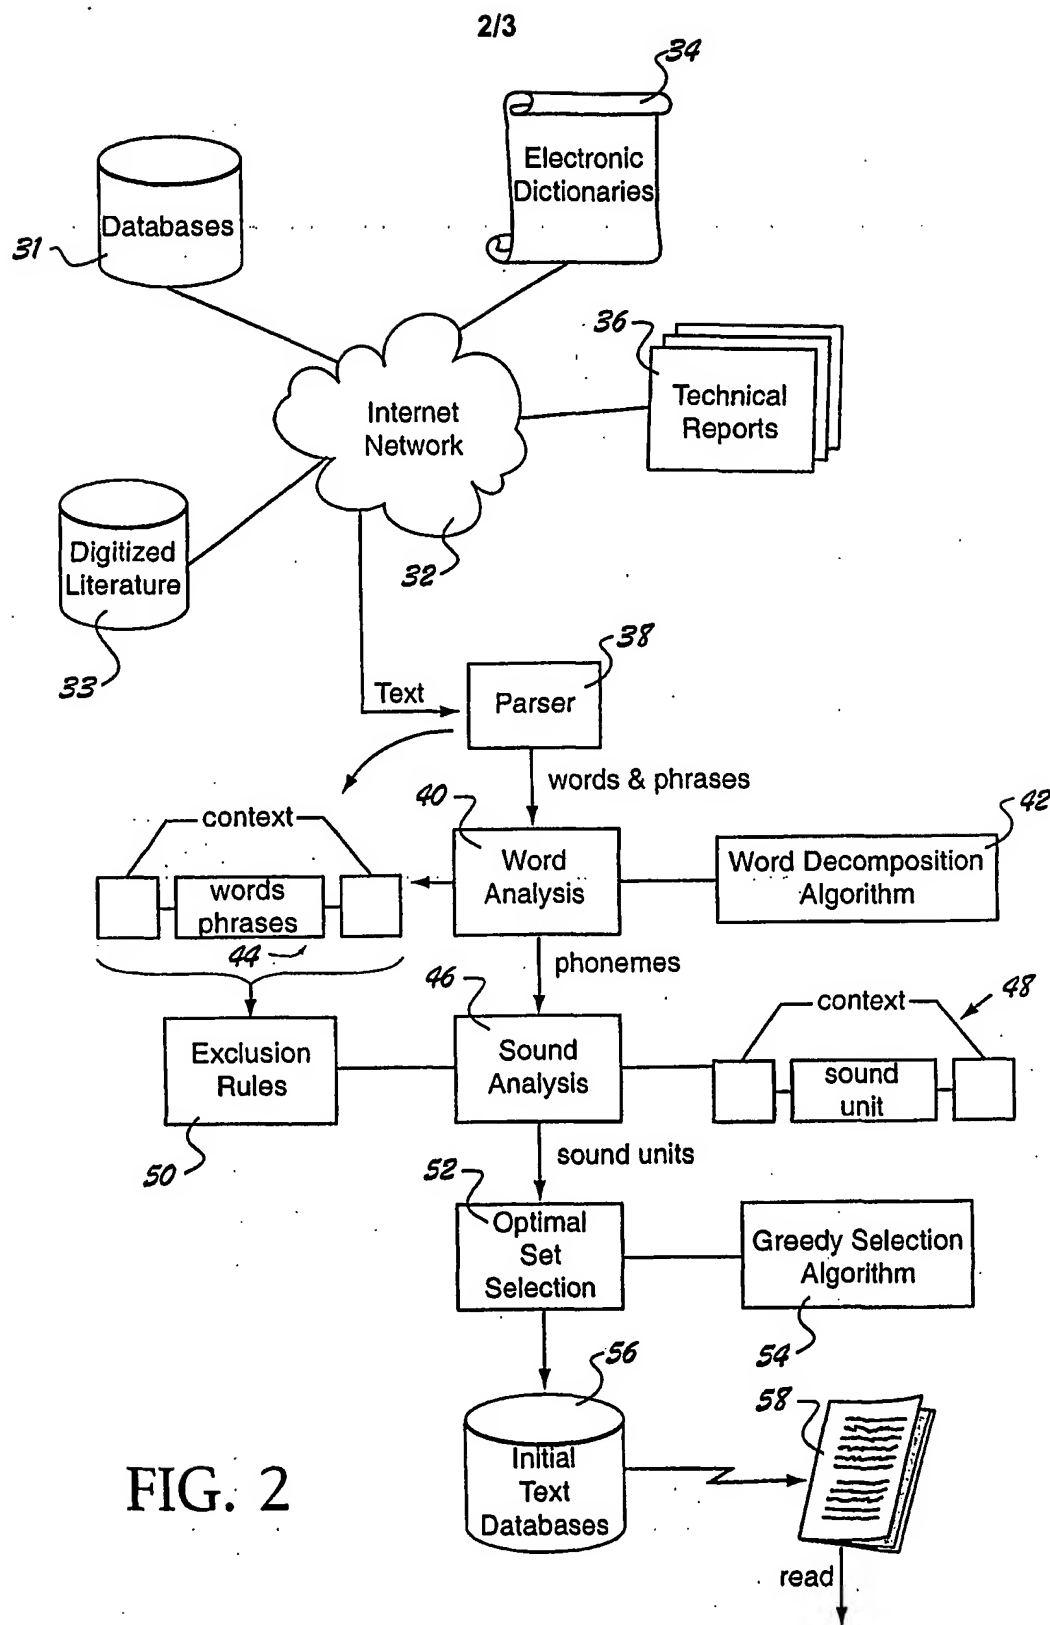 2/3
34
Electronic
Dictionaries
Databases
31
36
Technical
Reports
Internet
Network
32
Digitized
Literature
33
38
Text
Parser
words & phrases
40
42
context
Word
Analysis
Word Decomposition
Algorithm
words
phrases
44
phonemes
46
48
context
Exclusion
Rules
Sound
Analysis
sound
unit
50
sound units
52
Optimal
Set
Selection
Greedy Selection
Algorithm
54
56
58
Initial
Text
Databases
FIG. 2
read